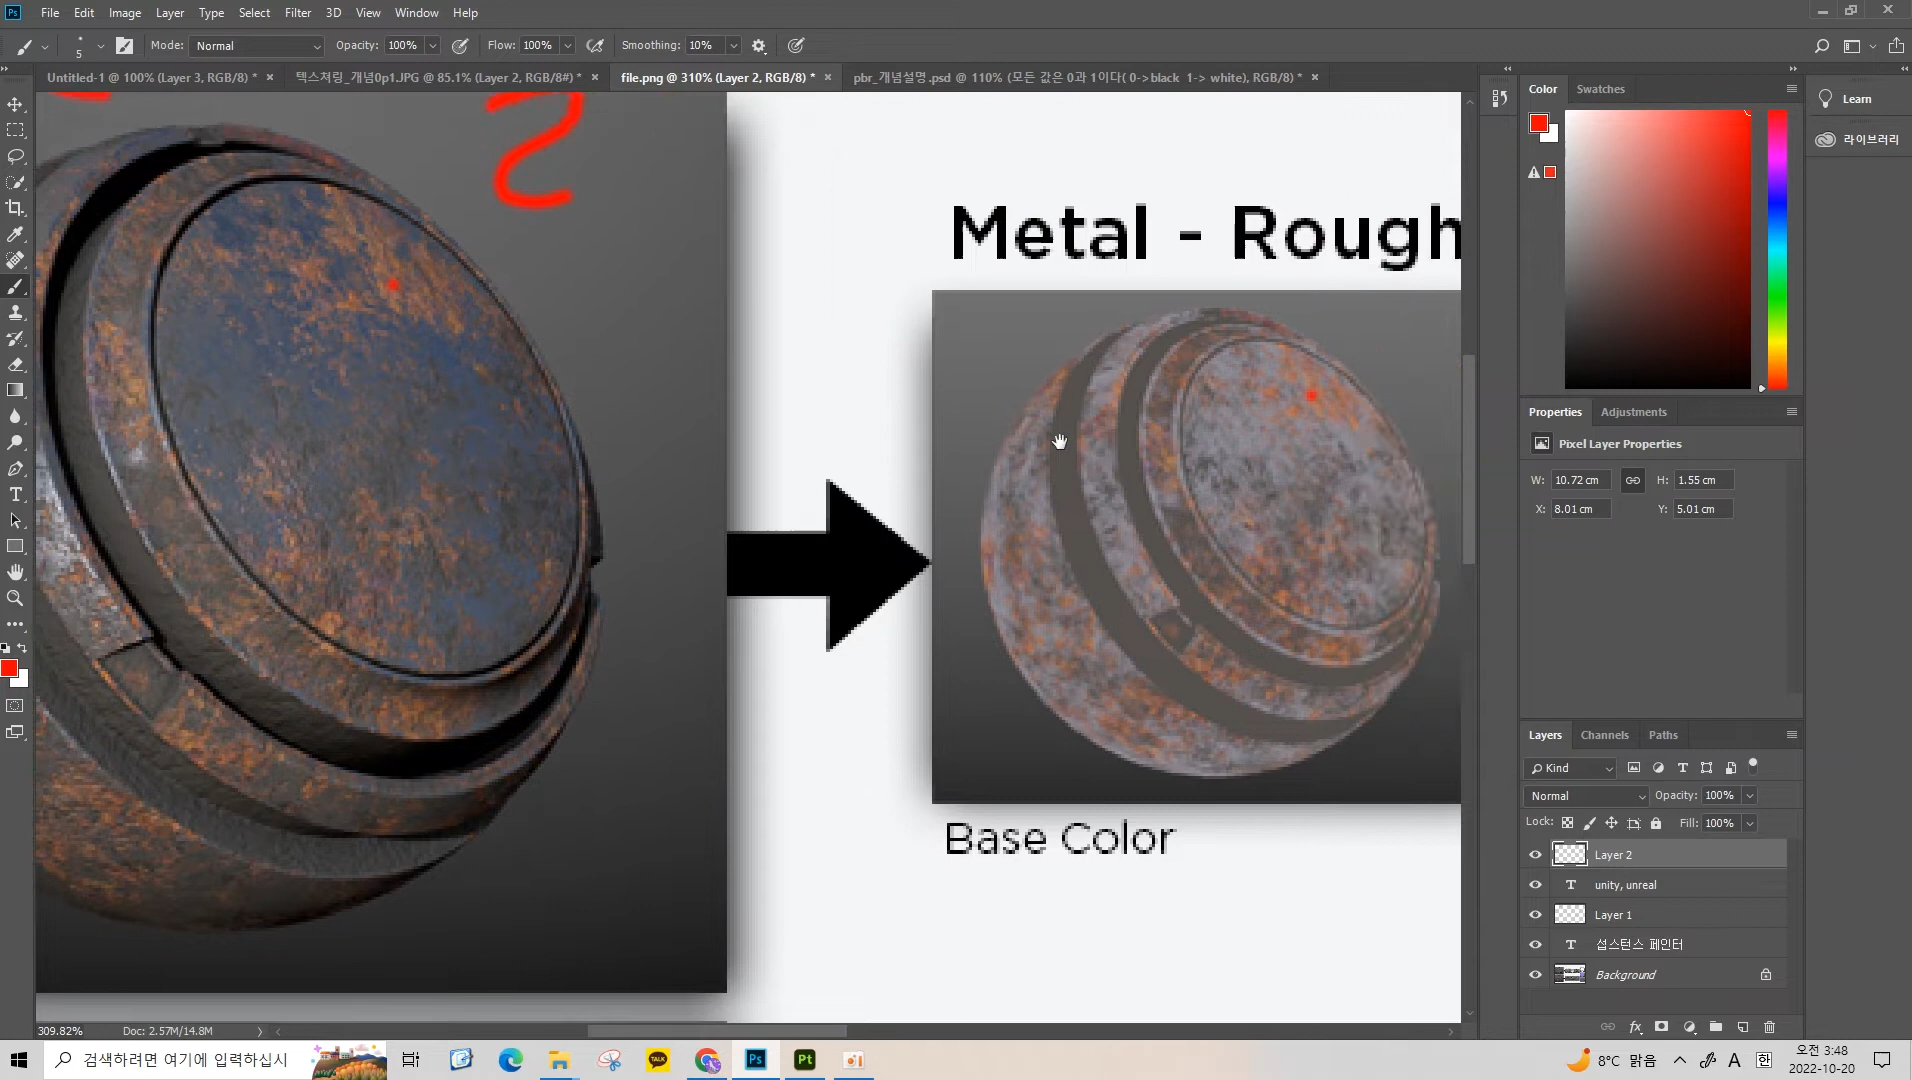 Ps File Edit Image Layer Type Select Filter 3D View Window Help
5 Mode: Normal Opacity: 100% Flow: 100% Smoothing: 10%
Untitled-1 @ 100% (Layer 3, RGB/8) * × 텍스처링_개념0p1.JPG @ 85.1% (Layer 2, RGB/8#) * × file.png @ 310% (Layer 2, RGB/8) * × pbr_개념설명.psd @ 110% (모든 값은 0과 1이다( 0->black 1-> white), RGB/8) * ×
Color Swatches
Learn
라이브러리
2
Metal - Rough
Base Color
Properties Adjustments
Pixel Layer Properties
W: 10.72 cm H: 1.55 cm
X: 8.01 cm Y: 5.01 cm
Layers Channels Paths
Kind
Normal Opacity: 100%
Lock: Fill: 100%
Layer 2
T unity, unreal
Layer 1
T 섭스턴스 페인터
Background
fx
309.82% Doc: 2.57M/14.8M
검색하려면 여기에 입력하십시
TALK Ps Pt
8°C 맑음 A 한
오전 3:48
2022-10-20